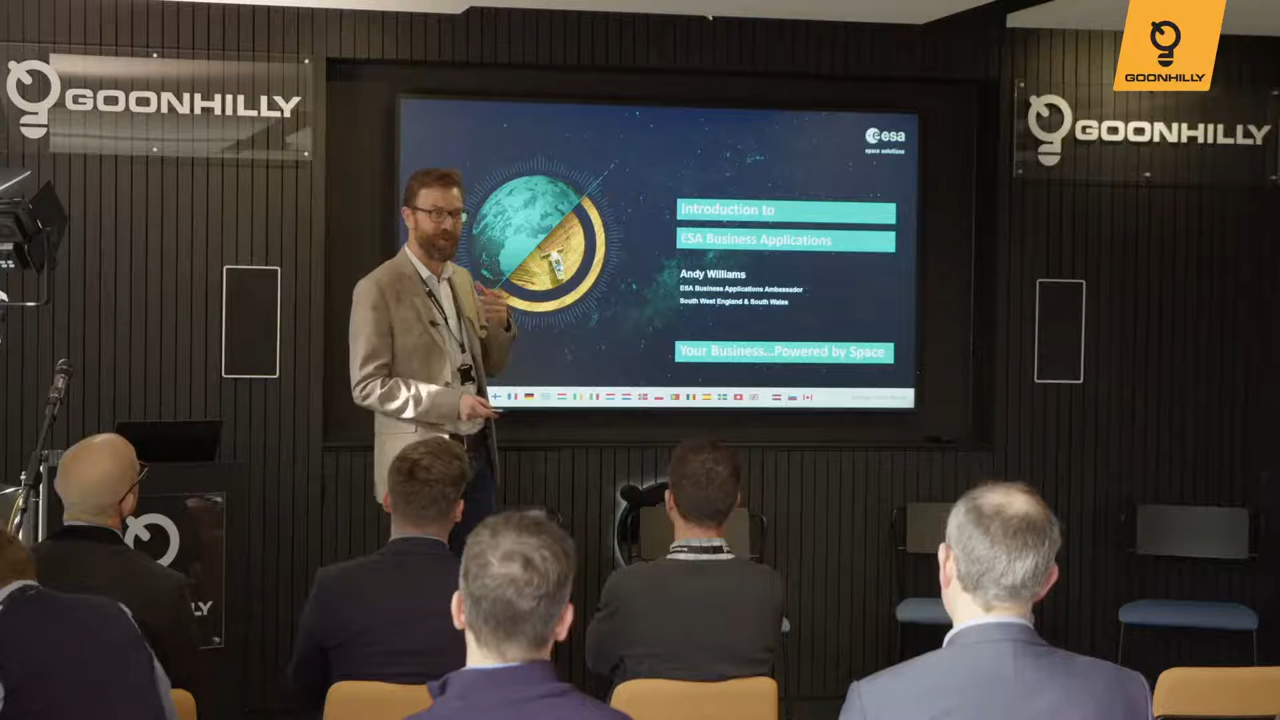 GOONHILLY
GOONHILLY
GOONHILLY
esa
space solutions
Introduction to
ESA Business Applications
Andy Williams
ESA Business Applications Ambassador
South West England & South Wales
Your Business...Powered by Space
LY